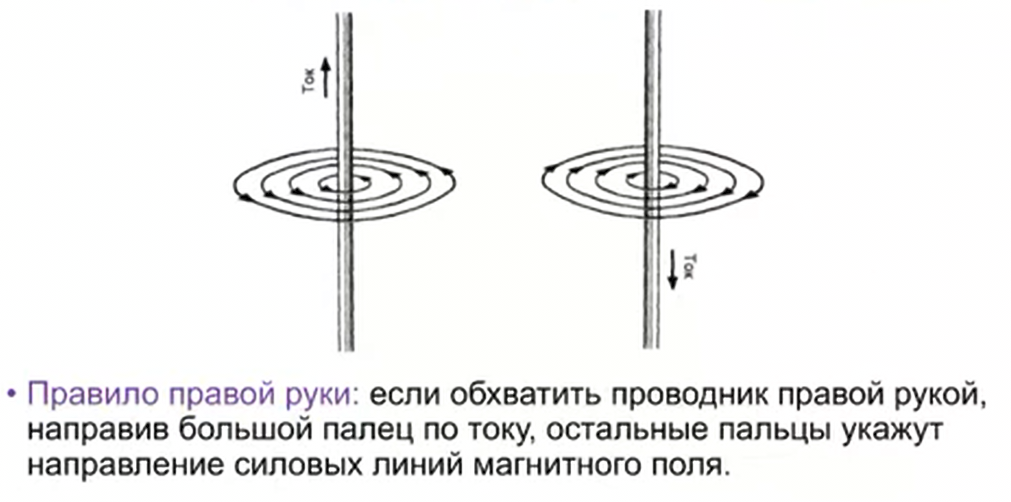 Ток
Ток
• Правило правой руки: если обхватить проводник правой рукой,
направив большой палец по току, остальные пальцы укажут
направление силовых линий магнитного поля.